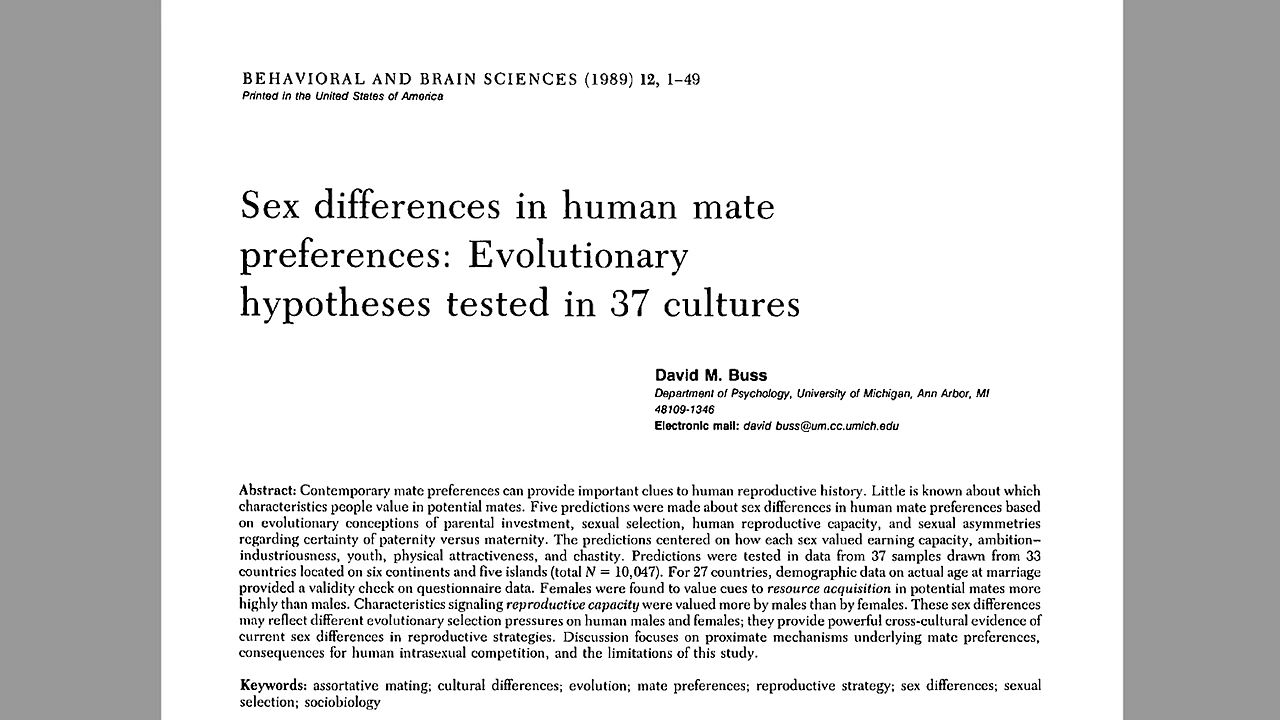 BEHAVIORAL AND BRAIN SCIENCES (1989) 12, 1–49
Printed in the United States of America
Sex differences in human mate
preferences: Evolutionary
hypotheses tested in 37 cultures
David M. Buss
Department of Psychology, University of Michigan, Ann Arbor, MI
48109-1346
Electronic mail: david buss@um.cc.umich.edu
Abstract: Contemporary mate preferences can provide important clues to human reproductive history. Little is known about which
characteristics people value in potential mates. Five predictions were made about sex differences in human mate preferences based
on evolutionary conceptions of parental investment, sexual selection, human reproductive capacity, and sexual asymmetries
regarding certainty of paternity versus maternity. The predictions centered on how each sex valued earning capacity, ambition–
industriousness, youth, physical attractiveness, and chastity. Predictions were tested in data from 37 samples drawn from 33
countries located on six continents and five islands (total N = 10,047). For 27 countries, demographic data on actual age at marriage
provided a validity check on questionnaire data. Females were found to value cues to resource acquisition in potential mates more
highly than males. Characteristics signaling reproductive capacity were valued more by males than by females. These sex differences
may reflect different evolutionary selection pressures on human males and females; they provide powerful cross-cultural evidence of
current sex differences in reproductive strategies. Discussion focuses on proximate mechanisms underlying mate preferences,
consequences for human intrasexual competition, and the limitations of this study.
Keywords: assortative mating; cultural differences; evolution; mate preferences; reproductive strategy; sex differences; sexual
selection; sociobiology